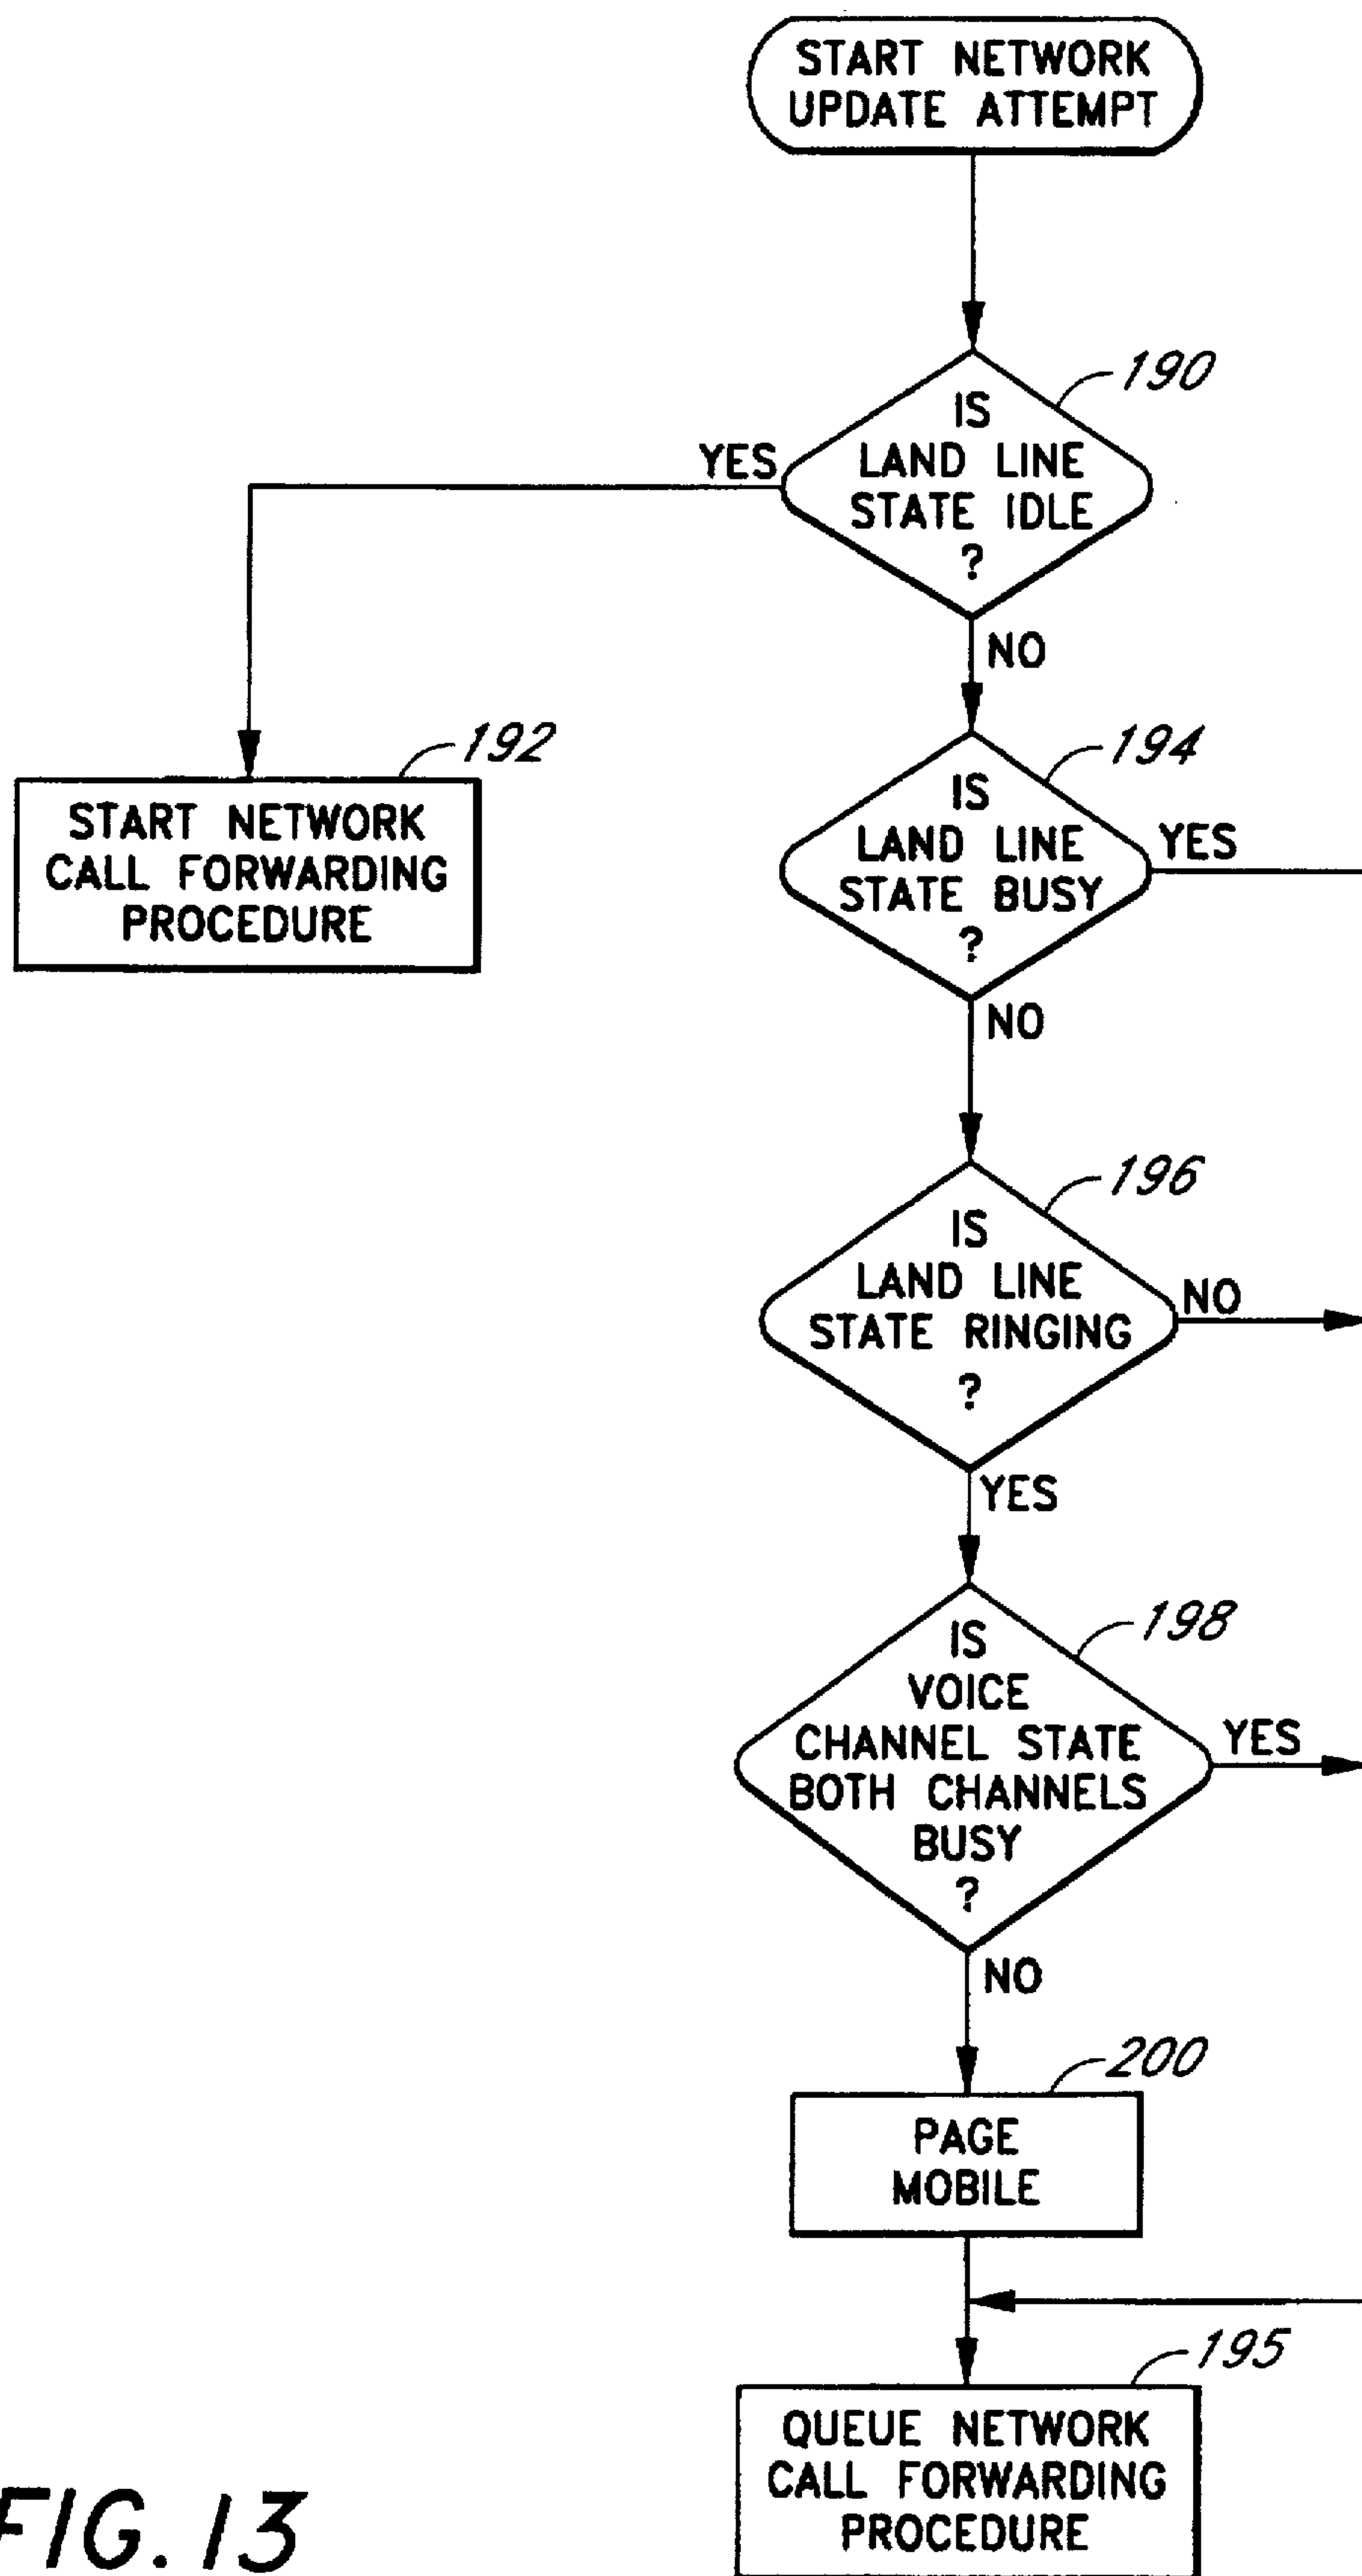 START NETWORK
UPDATE ATTEMPT
190
IS
LAND LINE
STATE IDLE
?
YES
NO
192
START NETWORK
CALL FORWARDING
PROCEDURE
194
IS
LAND LINE
STATE BUSY
?
YES
NO
196
IS
LAND LINE
STATE RINGING
?
NO
YES
198
IS
VOICE
CHANNEL STATE
BOTH CHANNELS
BUSY
?
YES
NO
200
PAGE
MOBILE
195
QUEUE NETWORK
CALL FORWARDING
PROCEDURE
FIG. 13